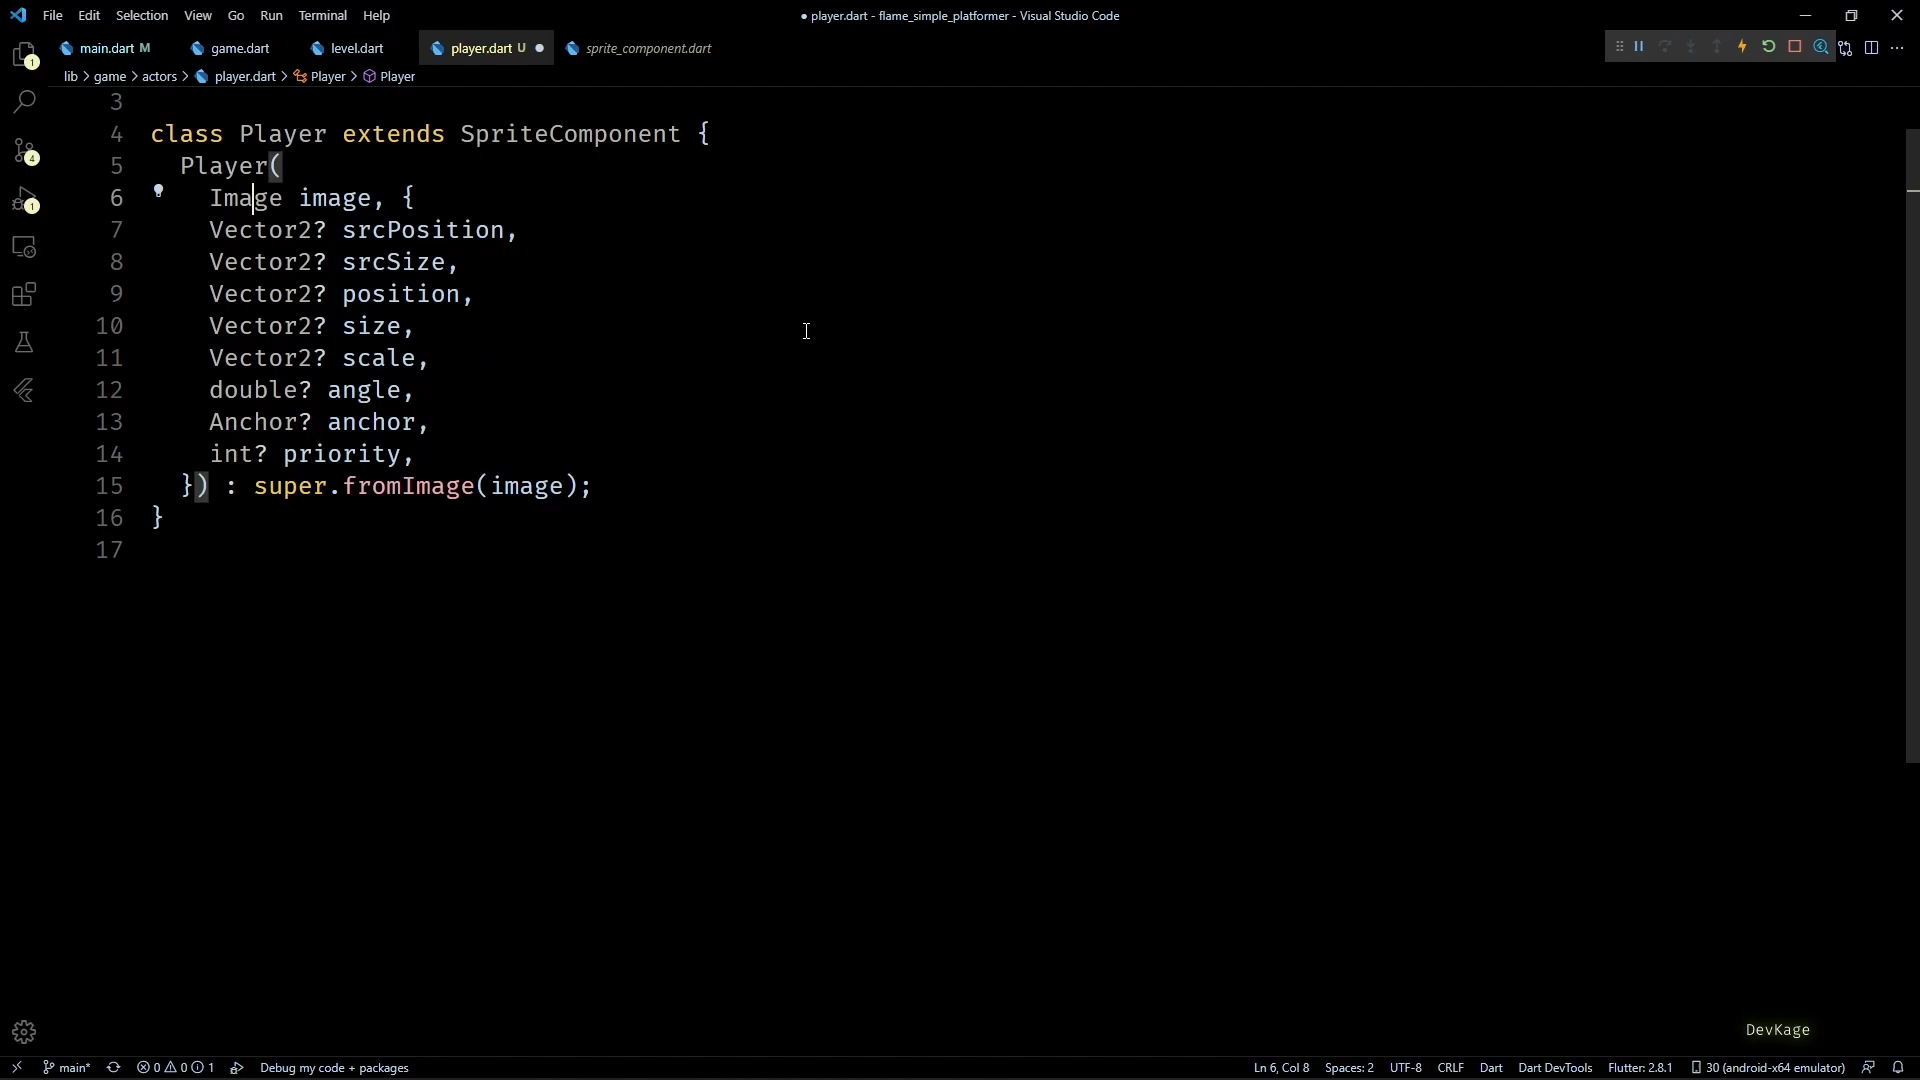 File Edit Selection View Go Run Terminal Help
● player.dart - flame_simple_platformer - Visual Studio Code
main.dart M game.dart level.dart player.dart U ● sprite_component.dart
lib > game > actors > player.dart > Player > Player
3
4 class Player extends SpriteComponent {
5 Player(
6 Image image, {
7 Vector2? srcPosition,
8 Vector2? srcSize,
9 Vector2? position,
10 Vector2? size,
11 Vector2? scale,
12 double? angle,
13 Anchor? anchor,
14 int? priority,
15 }) : super.fromImage(image);
16 }
17
1
4
1
DevKage
main* 0 0 1 Debug my code + packages Ln 6, Col 8 Spaces: 2 UTF-8 CRLF Dart Dart DevTools Flutter: 2.8.1 30 (android-x64 emulator)